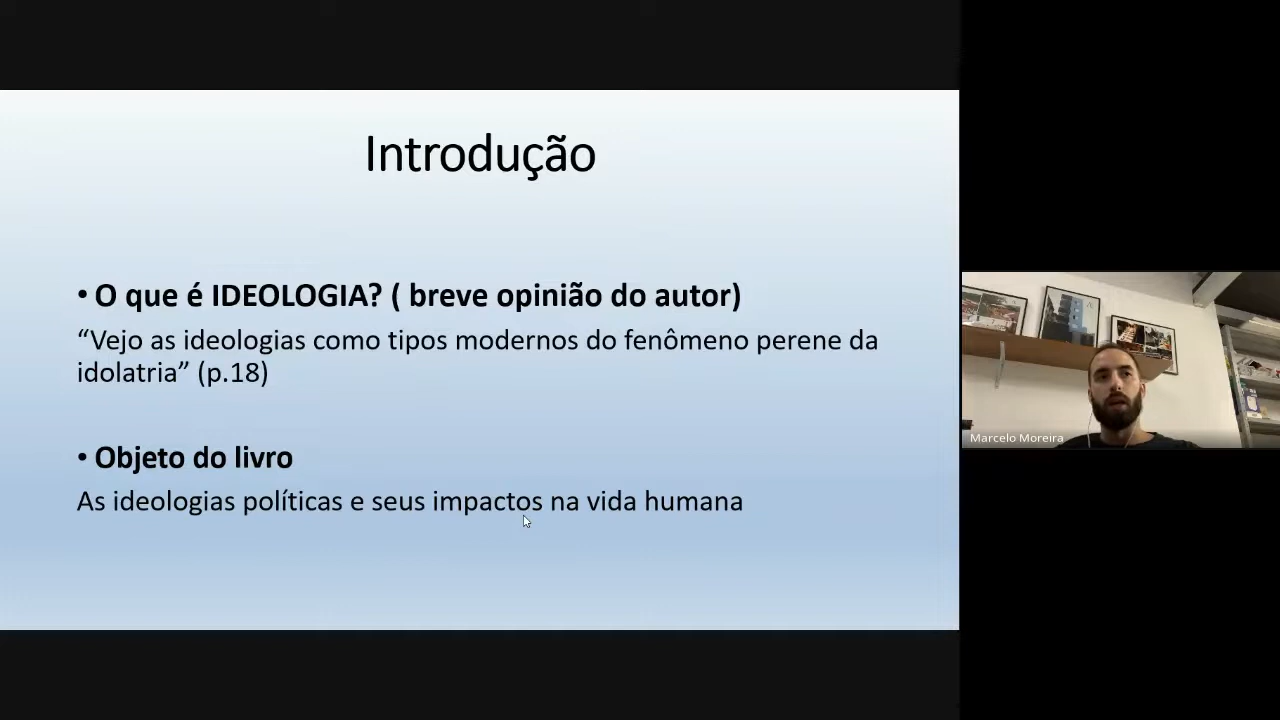 Introdução
• O que é IDEOLOGIA? ( breve opinião do autor)
“Vejo as ideologias como tipos modernos do fenômeno perene da
idolatria” (p.18)
• Objeto do livro
As ideologias políticas e seus impactos na vida humana
Marcelo Moreira